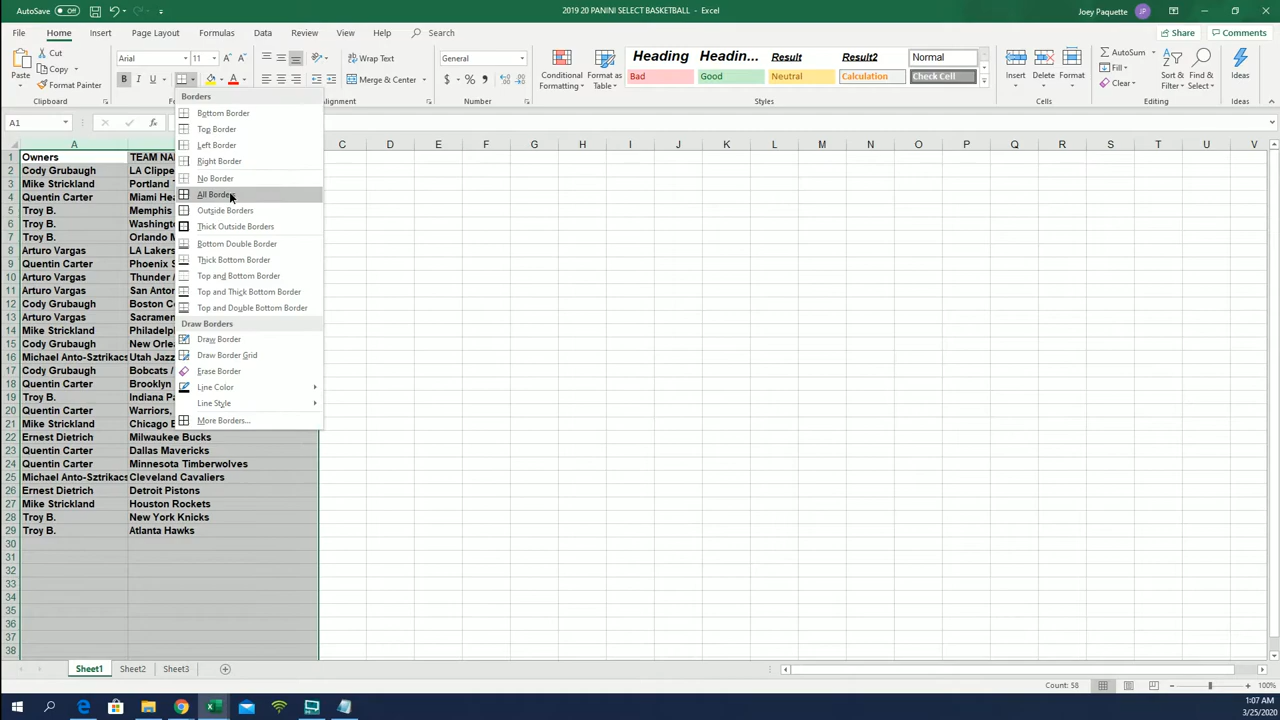 AutoSave Off 2019 20 PANINI SELECT BASKETBALL - Excel Joey Paquette JP
File Home Insert Page Layout Formulas Data Review View Help Search Share Comments
Paste Cut Copy Format Painter Clipboard
Arial 11 B I U
Wrap Text Merge & Center Alignment
General $ % Number
Conditional Formatting Format as Table
Heading Headin... Result Result2 Normal
Bad Good Neutral Calculation Check Cell
Styles
Insert Delete Format Cells
AutoSum Fill Clear Sort & Filter Find & Select Editing
Ideas
A1 fx
A C D E F G H I J K L M N O P Q R S T U V
Borders
Bottom Border
Top Border
Left Border
Right Border
No Border
All Borders
Outside Borders
Thick Outside Borders
Bottom Double Border
Thick Bottom Border
Top and Bottom Border
Top and Thick Bottom Border
Top and Double Bottom Border
Draw Borders
Draw Border
Draw Border Grid
Erase Border
Line Color
Line Style
More Borders...
1 Owners TEAM NA
2 Cody Grubaugh LA Clippe
3 Mike Strickland Portland
4 Quentin Carter Miami Hea
5 Troy B. Memphis
6 Troy B. Washingt
7 Troy B. Orlando M
8 Arturo Vargas LA Lakers
9 Quentin Carter Phoenix S
10 Arturo Vargas Thunder /
11 Arturo Vargas San Anto
12 Cody Grubaugh Boston C
13 Arturo Vargas Sacramen
14 Mike Strickland Philadelp
15 Cody Grubaugh New Orlea
16 Michael Anto-Sztrikacs Utah Jazz
17 Cody Grubaugh Bobcats /
18 Quentin Carter Brooklyn
19 Troy B. Indiana Pa
20 Quentin Carter Warriors,
21 Mike Strickland Chicago B
22 Ernest Dietrich Milwaukee Bucks
23 Quentin Carter Dallas Mavericks
24 Quentin Carter Minnesota Timberwolves
25 Michael Anto-Sztrikacs Cleveland Cavaliers
26 Ernest Dietrich Detroit Pistons
27 Mike Strickland Houston Rockets
28 Troy B. New York Knicks
29 Troy B. Atlanta Hawks
30
31
32
33
34
35
36
37
38
Sheet1 Sheet2 Sheet3
Count: 58 100%
1:07 AM
3/25/2020